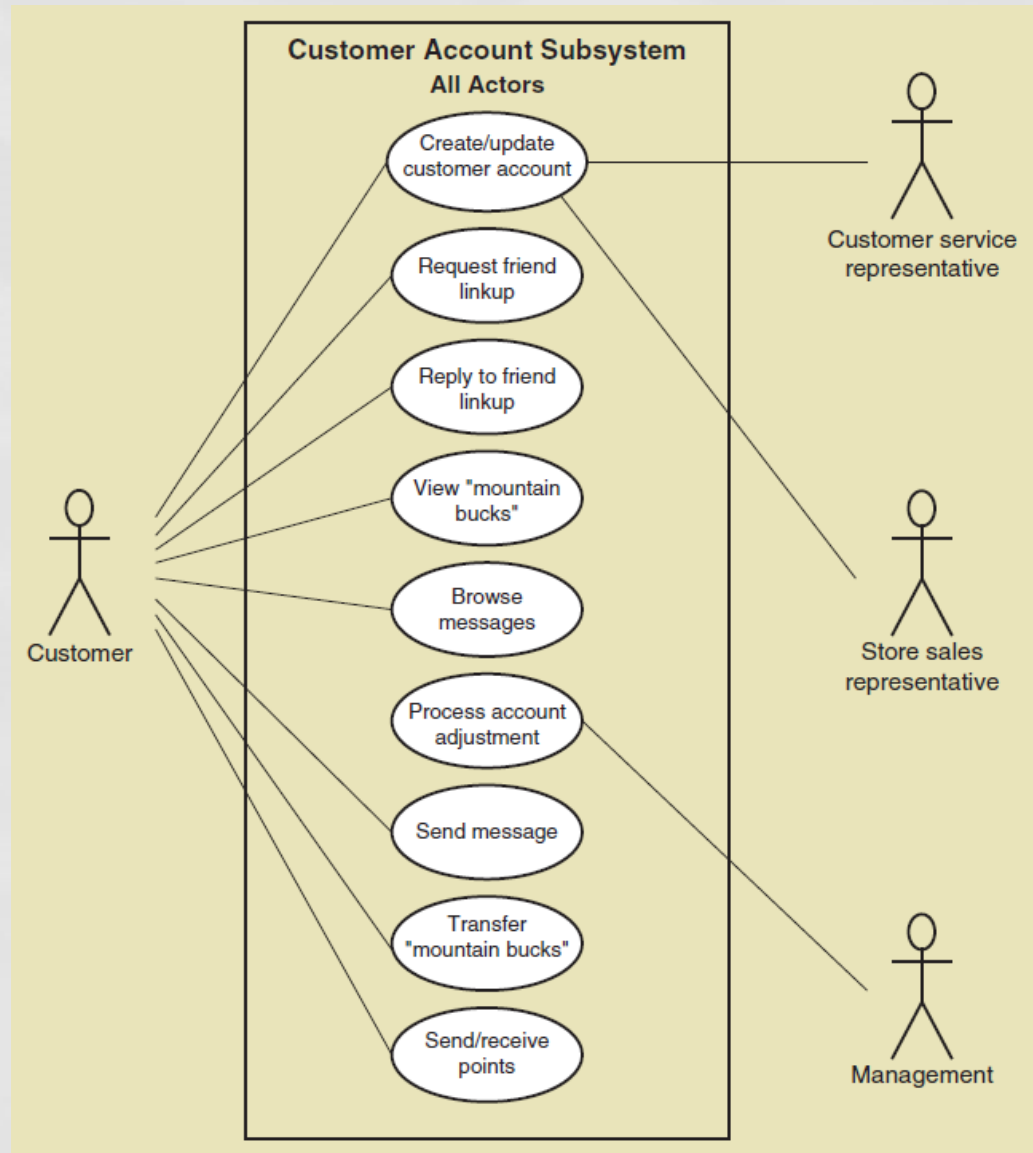 Customer Account Subsystem
All Actors
Create/update
customer account
Customer service
representative
Request friend
linkup
Reply to friend
linkup
View "mountain
bucks"
Browse
messages
Customer
Store sales
representative
Process account
adjustment
Send message
Transfer
"mountain bucks"
Send/receive
points
Management